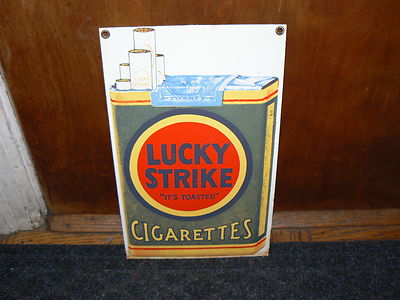 LUCKY
STRIKE
"IT'S TOASTED"
CIGARETTES